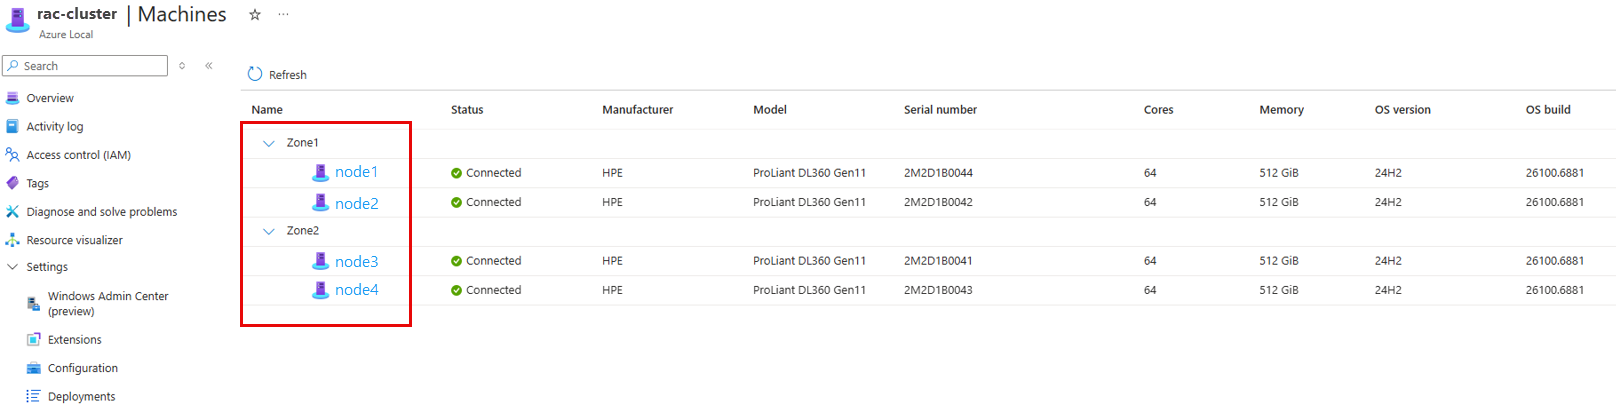 rac-cluster | Machines ☆ ···
Azure Local
Search
Refresh
Overview
Activity log
Access control (IAM)
Tags
Diagnose and solve problems
Resource visualizer
Settings
Windows Admin Center
(preview)
Extensions
Configuration
Deployments
Name Status Manufacturer Model Serial number Cores Memory OS version OS build
Zone1
node1 Connected HPE ProLiant DL360 Gen11 2M2D1B0044 64 512 GiB 24H2 26100.6881
node2 Connected HPE ProLiant DL360 Gen11 2M2D1B0042 64 512 GiB 24H2 26100.6881
Zone2
node3 Connected HPE ProLiant DL360 Gen11 2M2D1B0041 64 512 GiB 24H2 26100.6881
node4 Connected HPE ProLiant DL360 Gen11 2M2D1B0043 64 512 GiB 24H2 26100.6881